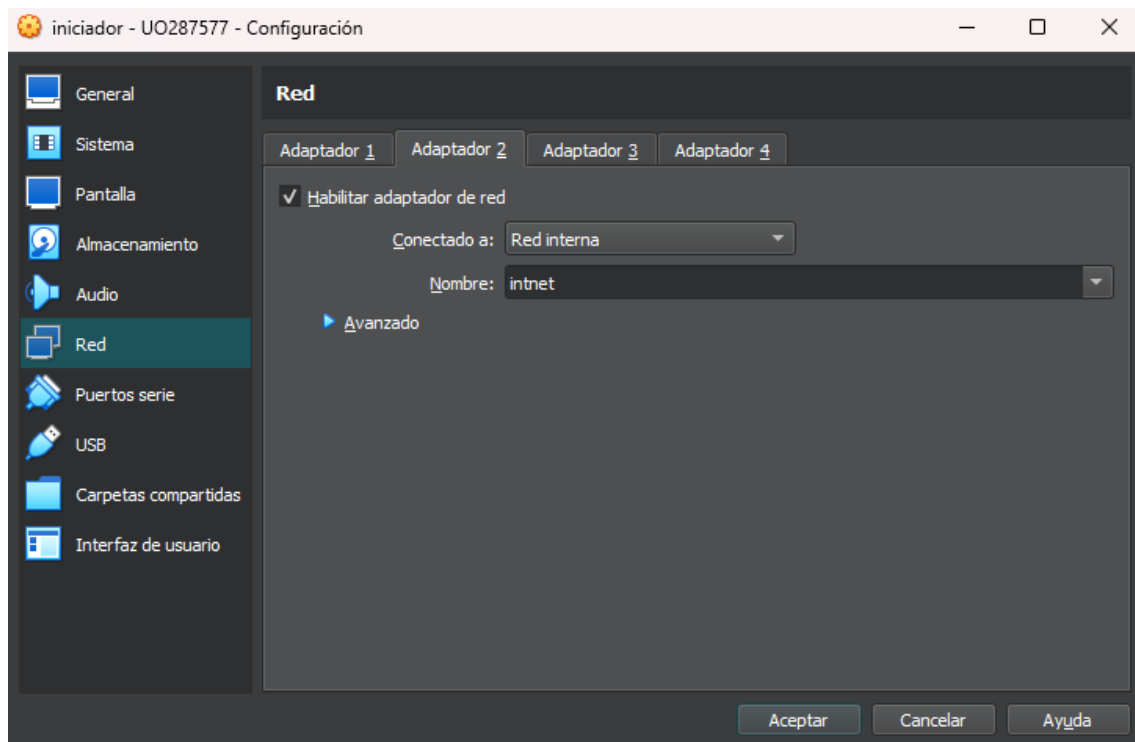 iniciador - UO287577 - Configuración
General
Sistema
Pantalla
Almacenamiento
Audio
Red
Puertos serie
USB
Carpetas compartidas
Interfaz de usuario
Red
Adaptador 1 Adaptador 2 Adaptador 3 Adaptador 4
Habilitar adaptador de red
Conectado a: Red interna
Nombre: intnet
Avanzado
Aceptar Cancelar Ayuda